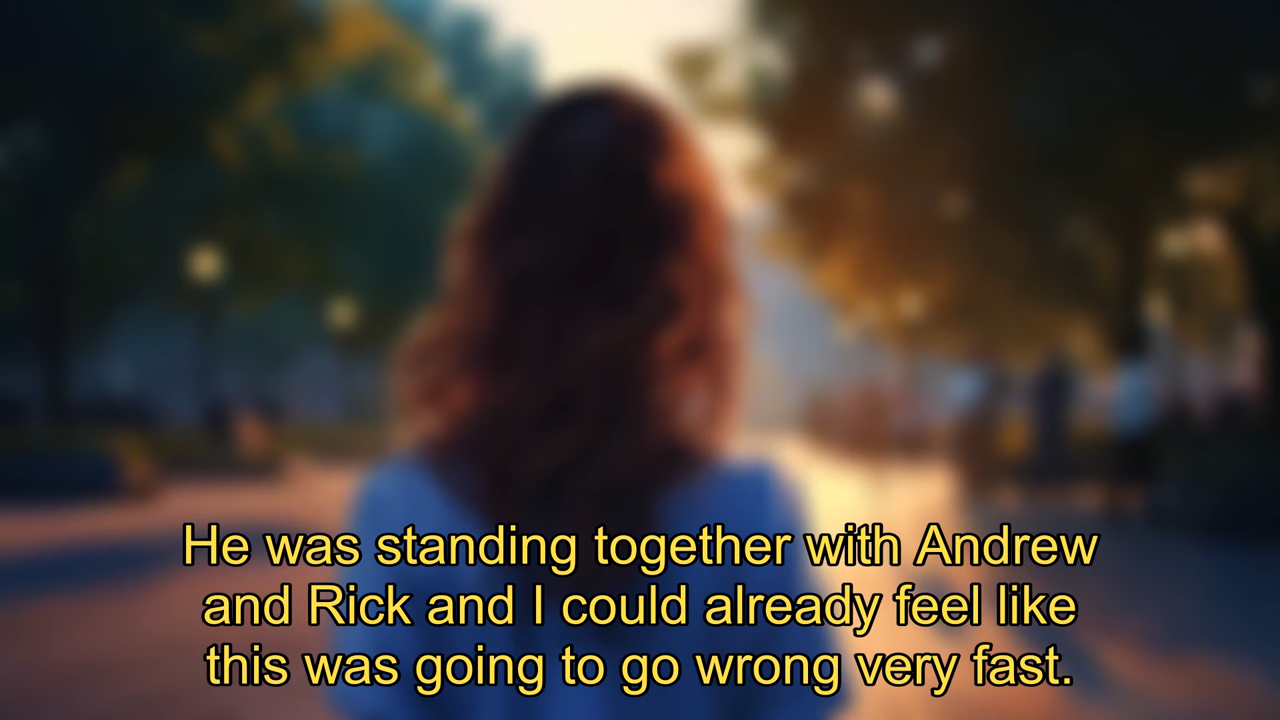 He was standing together with Andrew
and Rick and I could already feel like
this was going to go wrong very fast.